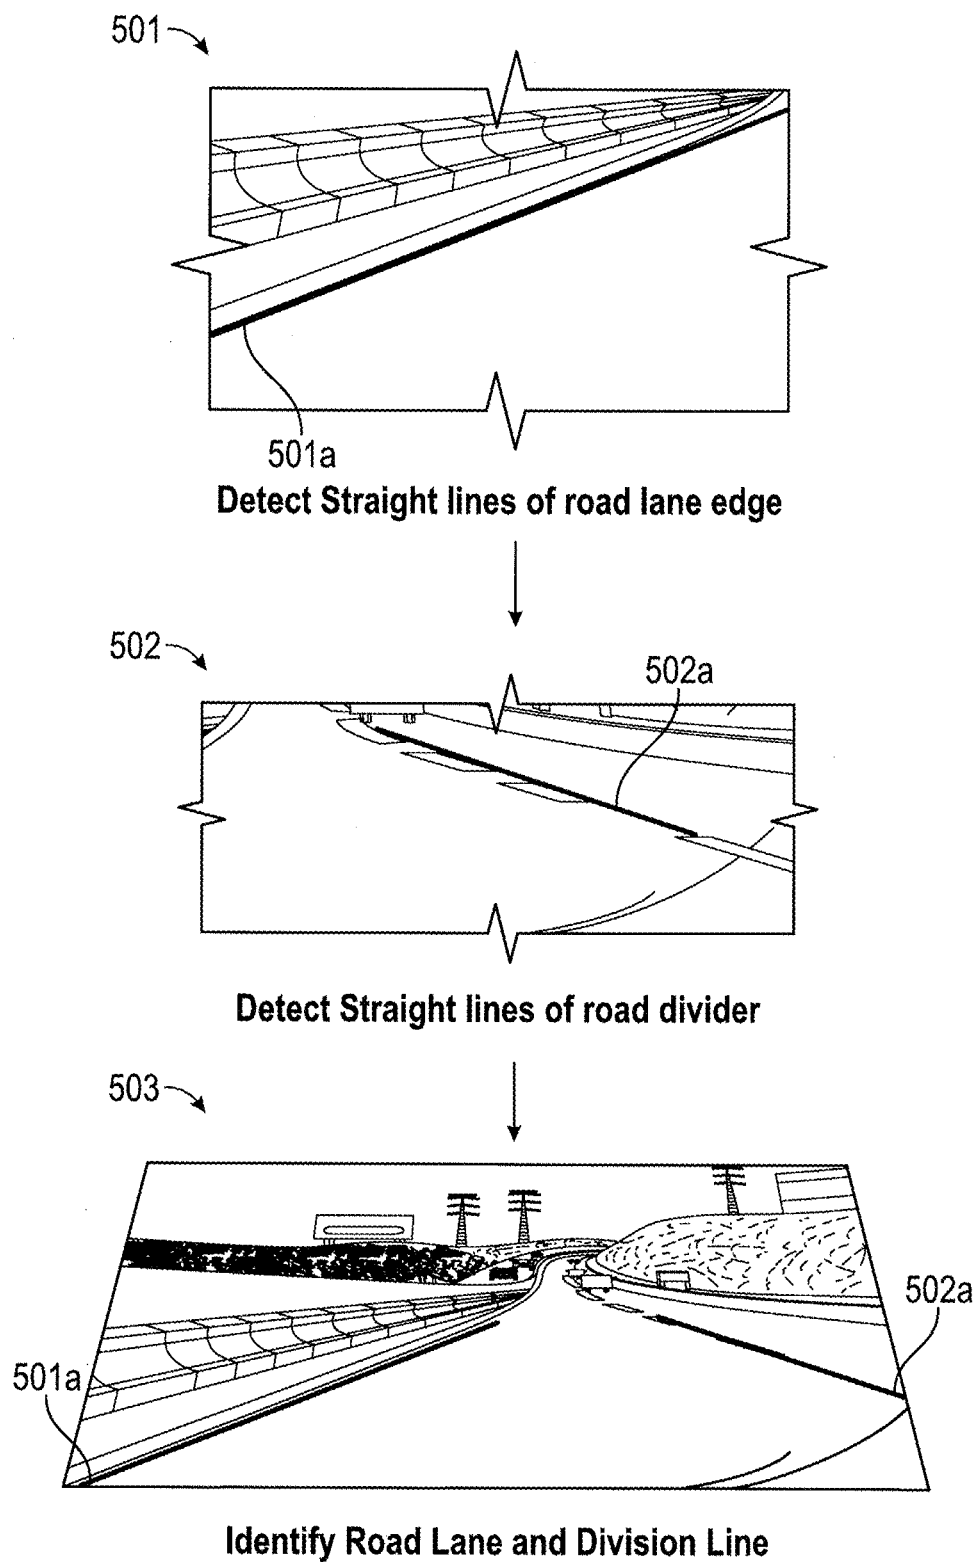 501
501a
Detect Straight lines of road lane edge
502
502a
Detect Straight lines of road divider
503
502a
501a
Identify Road Lane and Division Line